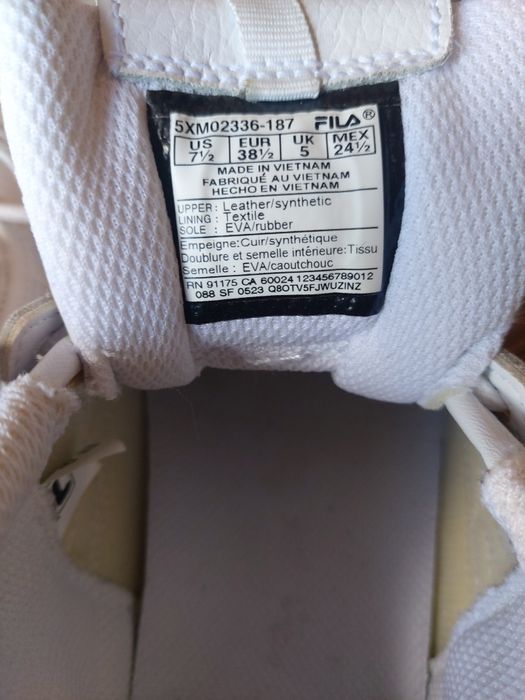 5XM02336-187 FILA®
US EUR UK MEX
7½ 38½ 5 24½
MADE IN VIETNAM
FABRIQUÉ AU VIETNAM
HECHO EN VIETNAM
UPPER : Leather/synthetic
LINING : Textile
SOLE : EVA/rubber
Empeigne:Cuir/synthétique
Doublure et semelle intérieure:Tissu
Semelle : EVA/caoutchouc
RN 91175 CA 60024 123456789012
088 SF 0523 Q8OTV5FJWUZINZ